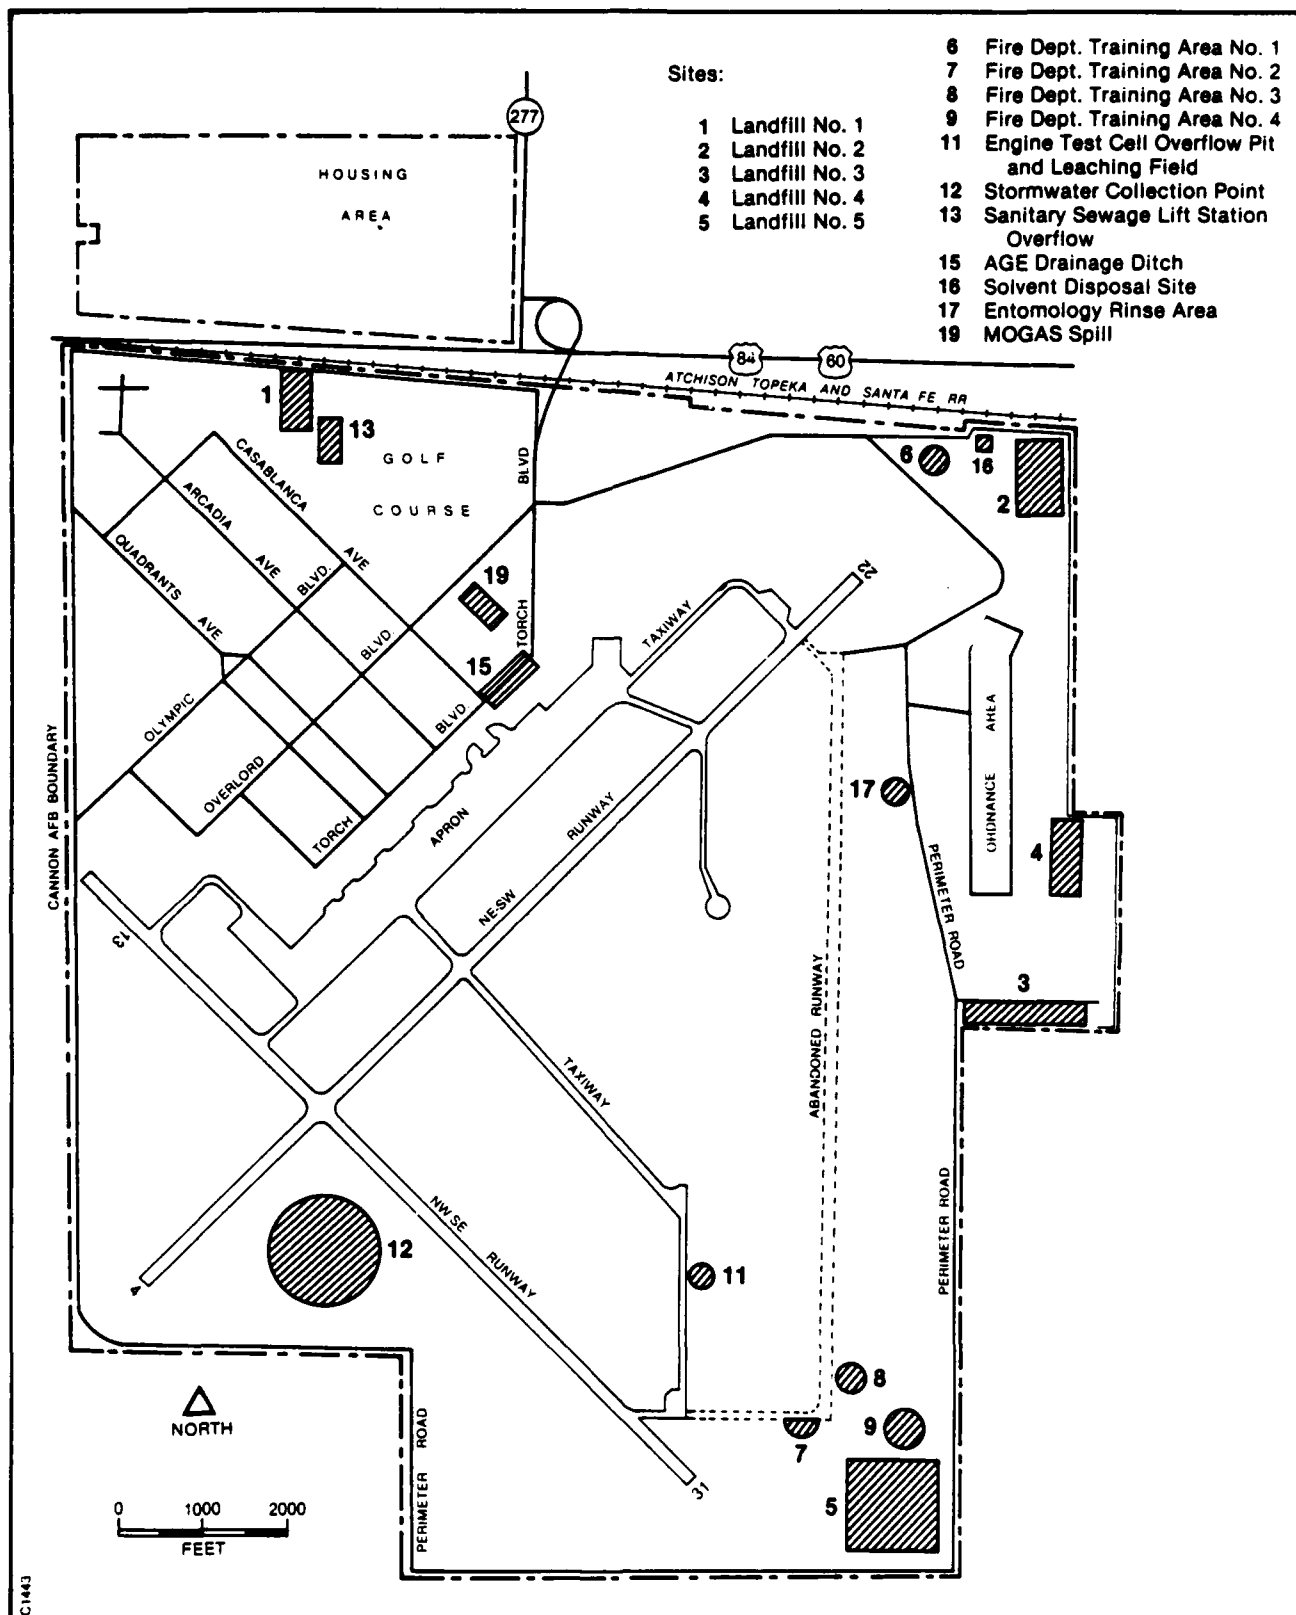 Sites:
1 Landfill No. 1
2 Landfill No. 2
3 Landfill No. 3
4 Landfill No. 4
5 Landfill No. 5
6 Fire Dept. Training Area No. 1
7 Fire Dept. Training Area No. 2
8 Fire Dept. Training Area No. 3
9 Fire Dept. Training Area No. 4
11 Engine Test Cell Overflow Pit
and Leaching Field
12 Stormwater Collection Point
13 Sanitary Sewage Lift Station
Overflow
15 AGE Drainage Ditch
16 Solvent Disposal Site
17 Entomology Rinse Area
19 MOGAS Spill
277
HOUSING
AREA
84
60
ATCHISON TOPEKA AND SANTA FE RR
1
13
GOLF
COURSE
BLVD
TORCH
6
16
2
CASABLANCA AVE
ARCADIA AVE
QUADRANTS AVE
OLYMPIC BLVD.
OVERLORD BLVD.
TORCH BLVD.
19
15
TAXIWAY
22
APRON
RUNWAY
NE-SW
17
ORDNANCE AREA
4
PERIMETER ROAD
3
CANNON AFB BOUNDARY
13
ABANDONED RUNWAY
TAXIWAY
NW SE RUNWAY
12
4
11
PERIMETER ROAD
8
9
7
5
31
NORTH
PERIMETER ROAD
0 1000 2000
FEET
C1443